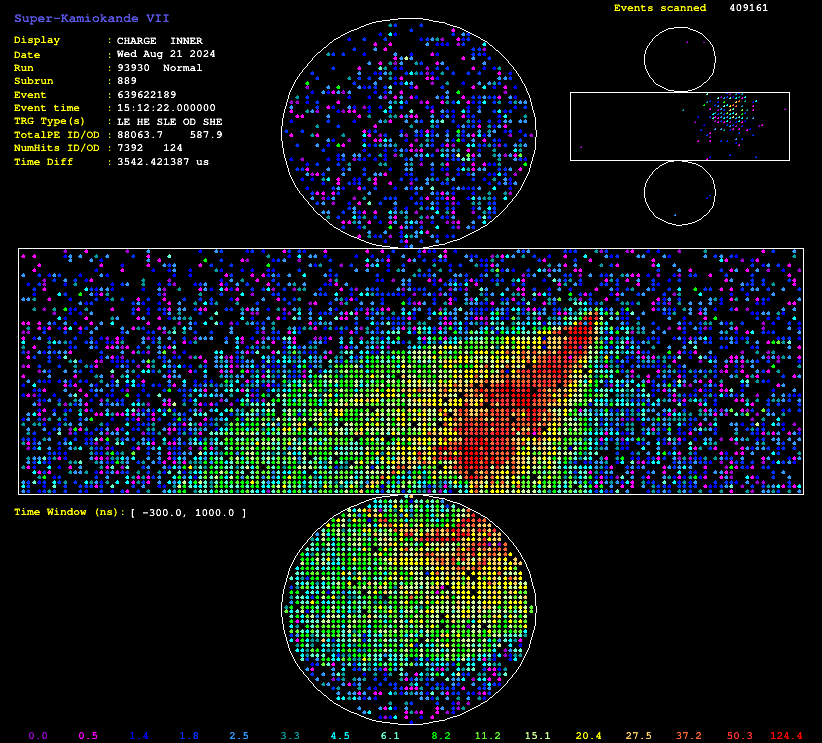 Super-Kamiokande VII
Events scanned 409161
Display : CHARGE INNER
Date : Wed Aug 21 2024
Run : 93930 Normal
Subrun : 889
Event : 639622189
Event time : 15:12:22.000000
TRG Type(s) : LE HE SLE OD SHE
TotalPE ID/OD : 88063.7 587.9
NumHits ID/OD : 7392 124
Time Diff : 3542.421387 us
Time Window (ns): [ -300.0, 1000.0 ]
0.0 0.5 1.4 1.8 2.5 3.3 4.5 6.1 8.2 11.2 15.1 20.4 27.5 37.2 50.3 124.4